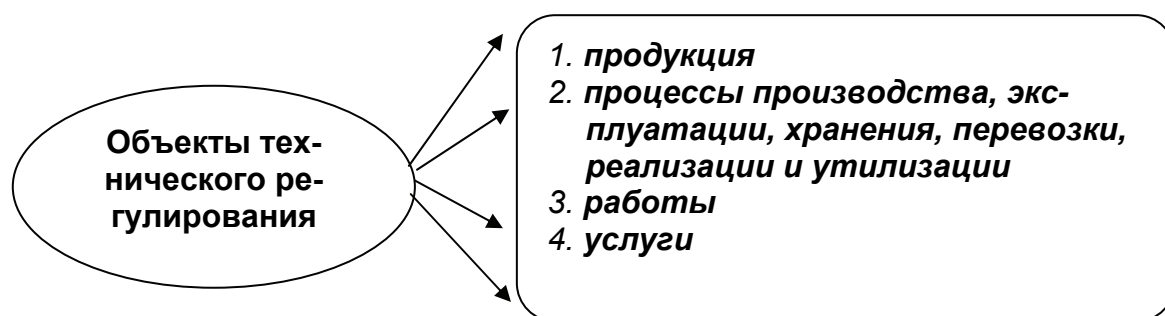 Объекты тех-
нического ре-
гулирования
1. продукция
2. процессы производства, экс-
плуатации, хранения, перевозки,
реализации и утилизации
3. работы
4. услуги